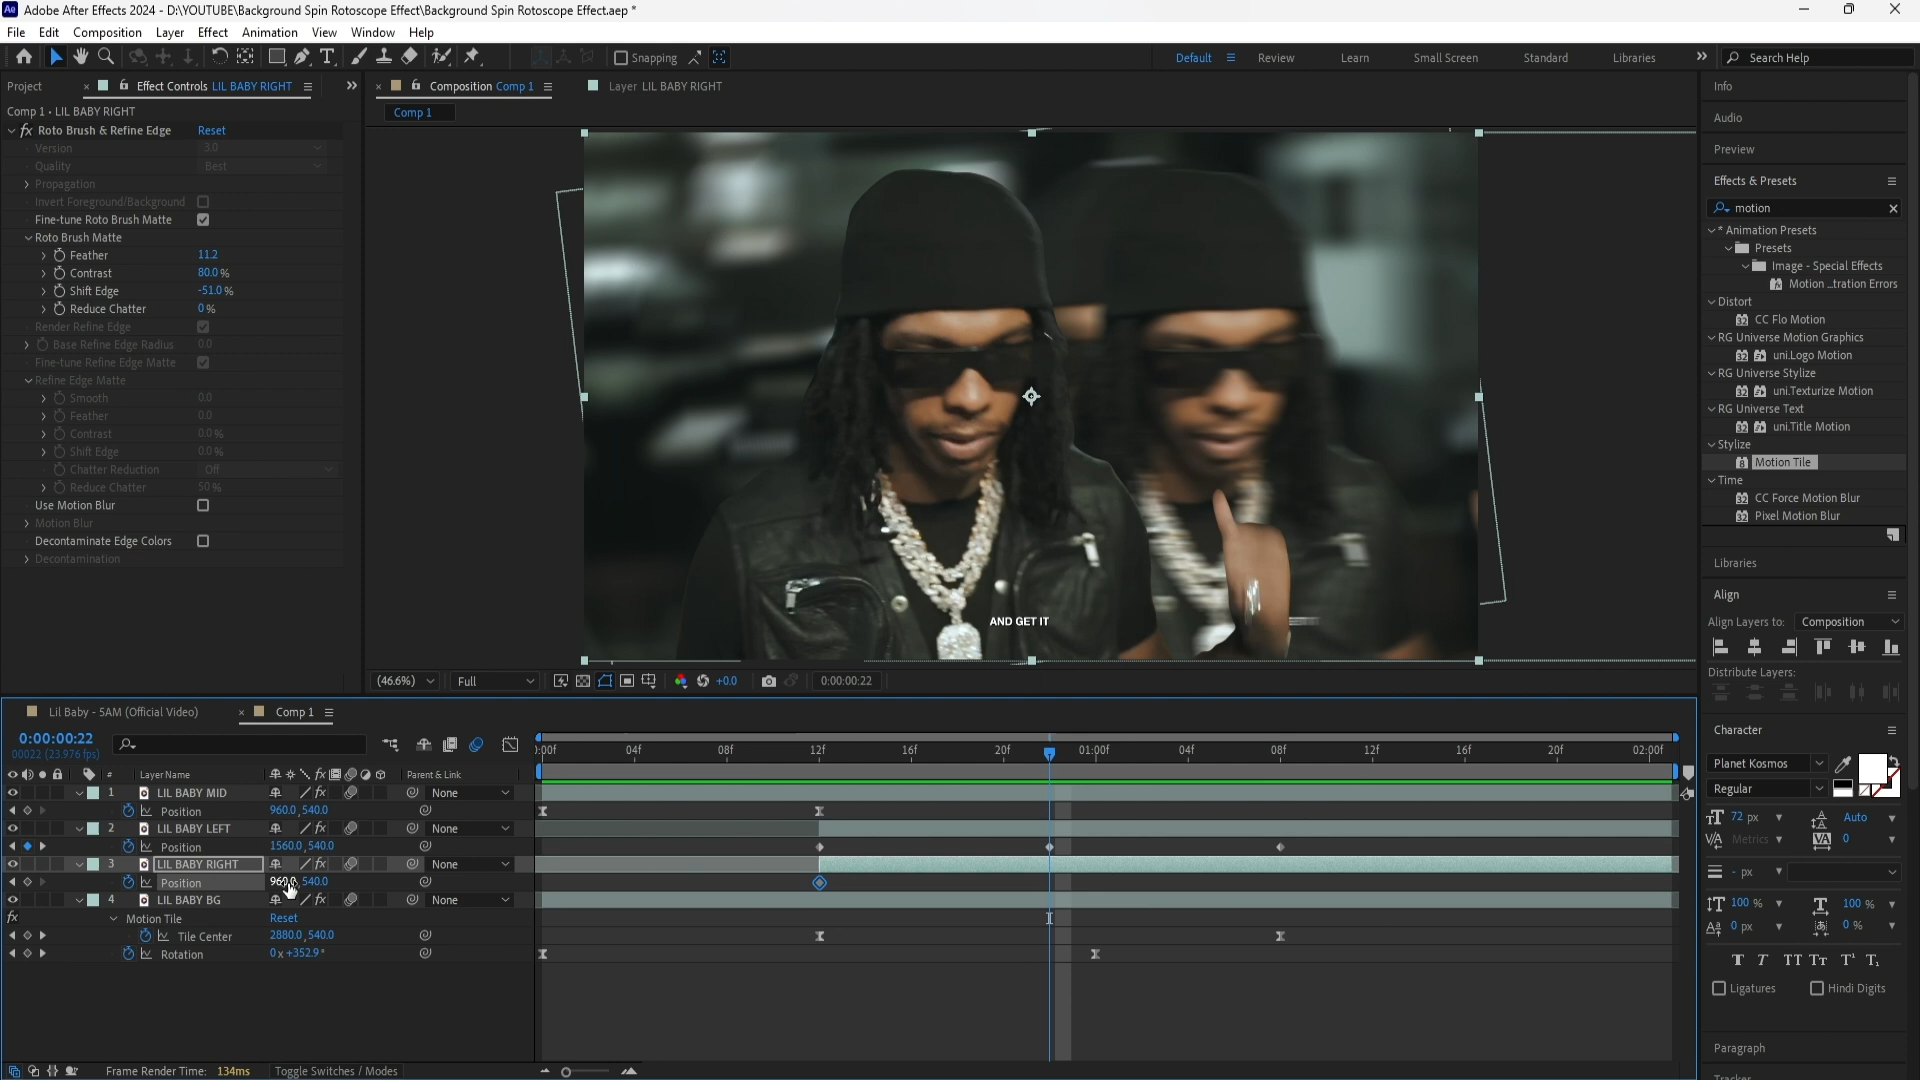 Adobe After Effects 2024 - D:\YOUTUBE\Background Spin Rotoscope Effect\Background Spin Rotoscope Effect.aep *
File Edit Composition Layer Effect Animation View Window Help
Snapping Default Review Learn Small Screen Standard Libraries Search Help
Project Effect Controls LIL BABY RIGHT
Composition Comp 1 Layer LIL BABY RIGHT
Comp 1
Comp 1 • LIL BABY RIGHT
fx Roto Brush & Refine Edge Reset
Version 3.0
Quality Best
Propagation
Invert Foreground/Background
Fine-tune Roto Brush Matte
Roto Brush Matte
Feather 11.2
Contrast 80.0 %
Shift Edge -51.0 %
Reduce Chatter 0 %
Render Refine Edge
Base Refine Edge Radius 0.0
Fine-tune Refine Edge Matte
Refine Edge Matte
Smooth 0.0
Feather 0.0
Contrast 0.0 %
Shift Edge 0.0 %
Chatter Reduction Off
Reduce Chatter 50 %
Use Motion Blur
Motion Blur
Decontaminate Edge Colors
Decontamination
AND GET IT
(46.6%) Full +0.0 0:00:00:22
Info
Audio
Preview
Effects & Presets
motion
* Animation Presets
Presets
Image - Special Effects
Motion ...tration Errors
Distort
CC Flo Motion
RG Universe Motion Graphics
uni.Logo Motion
RG Universe Stylize
uni.Texturize Motion
RG Universe Text
uni.Title Motion
Stylize
Motion Tile
Time
CC Force Motion Blur
Pixel Motion Blur
Libraries
Align
Align Layers to: Composition
Distribute Layers:
Character
Planet Kosmos
Regular
72 px Auto
Metrics 0
- px
100 % 100 %
0 px 0 %
T T TT Tt T¹ T₁
Ligatures Hindi Digits
Paragraph
Lil Baby - 5AM (Official Video) Comp 1
0:00:00:22
00022 (23.976 fps)
:00f 04f 08f 12f 16f 20f 01:00f 04f 08f 12f 16f 20f 02:00f
# Layer Name fx Parent & Link
1 LIL BABY MID fx None
Position 960.0, 540.0
2 LIL BABY LEFT fx None
Position 1560.0, 540.0
3 LIL BABY RIGHT fx None
Position 960.0, 540.0
4 LIL BABY BG fx None
fx Motion Tile Reset
Tile Center 2880.0, 540.0
Rotation 0 x +352.9°
Frame Render Time: 134ms Toggle Switches / Modes